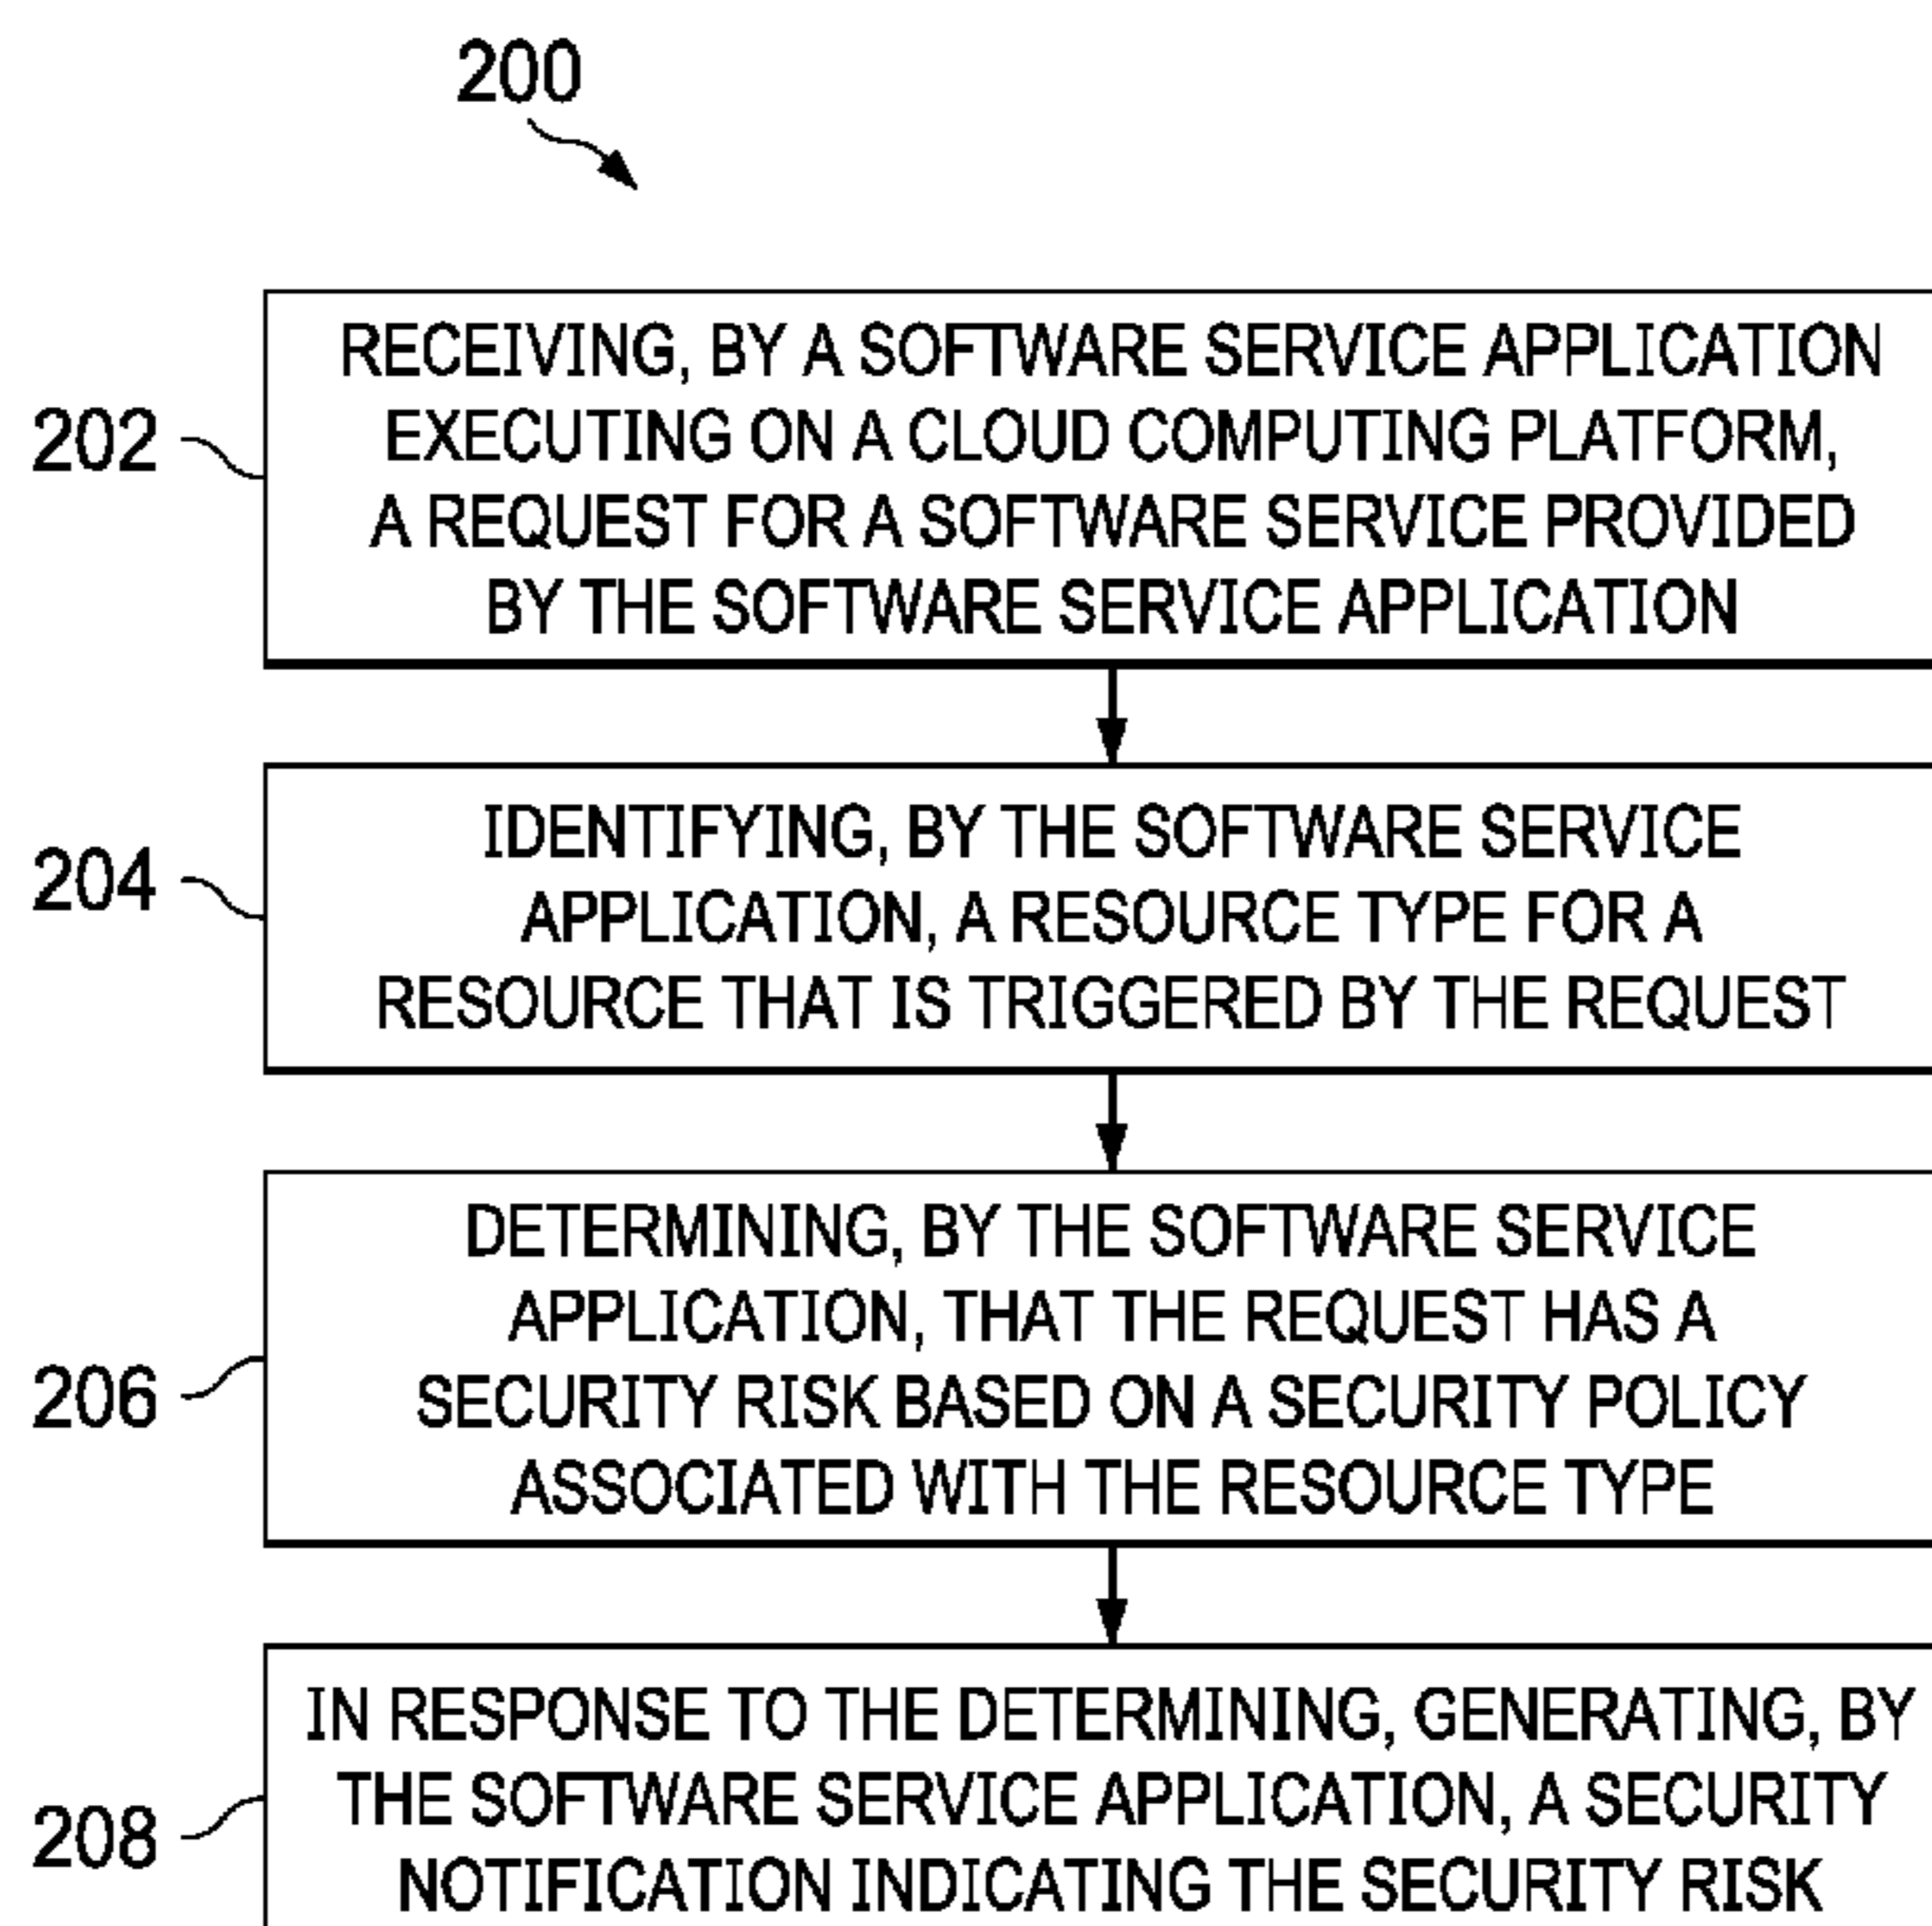 200
202
RECEIVING, BY A SOFTWARE SERVICE APPLICATION
EXECUTING ON A CLOUD COMPUTING PLATFORM,
A REQUEST FOR A SOFTWARE SERVICE PROVIDED
BY THE SOFTWARE SERVICE APPLICATION
204
IDENTIFYING, BY THE SOFTWARE SERVICE
APPLICATION, A RESOURCE TYPE FOR A
RESOURCE THAT IS TRIGGERED BY THE REQUEST
206
DETERMINING, BY THE SOFTWARE SERVICE
APPLICATION, THAT THE REQUEST HAS A
SECURITY RISK BASED ON A SECURITY POLICY
ASSOCIATED WITH THE RESOURCE TYPE
208
IN RESPONSE TO THE DETERMINING, GENERATING, BY
THE SOFTWARE SERVICE APPLICATION, A SECURITY
NOTIFICATION INDICATING THE SECURITY RISK